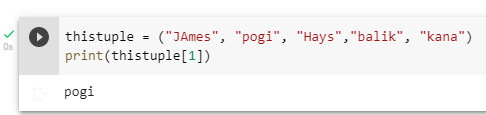 thistuple = ("JAmes", "pogi", "Hays","balik", "kana")
print(thistuple[1])
0s
pogi